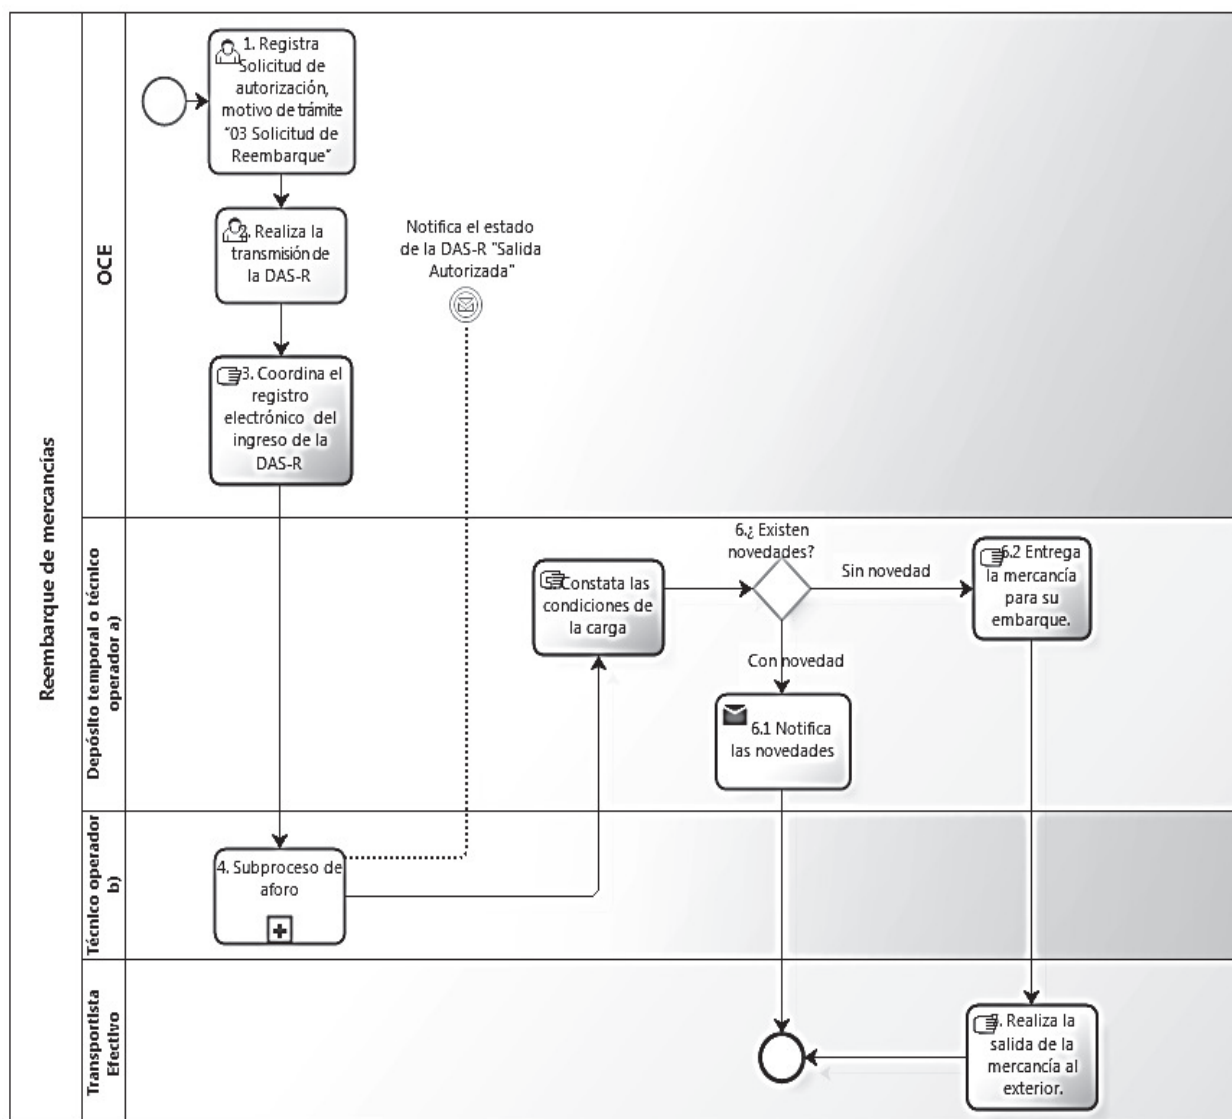 Reembarque de mercancías
OCE
1. Registra
Solicitud de
autorización,
motivo de trámite
"03 Solicitud de
Reembarque"
2. Realiza la
transmisión de
la DAS-R
3. Coordina el
registro
electrónico del
ingreso de la
DAS-R
Notifica el estado
de la DAS-R "Salida
Autorizada"
Depósito temporal o técnico
operador a)
5. Constata las
condiciones de
la carga
6.¿ Existen
novedades?
Sin novedad
Con novedad
6.1 Notifica
las novedades
6.2 Entrega
la mercancía
para su
embarque.
Técnico operador
b)
4. Subproceso de
aforo
Transportista
Efectivo
7. Realiza la
salida de la
mercancía al
exterior.